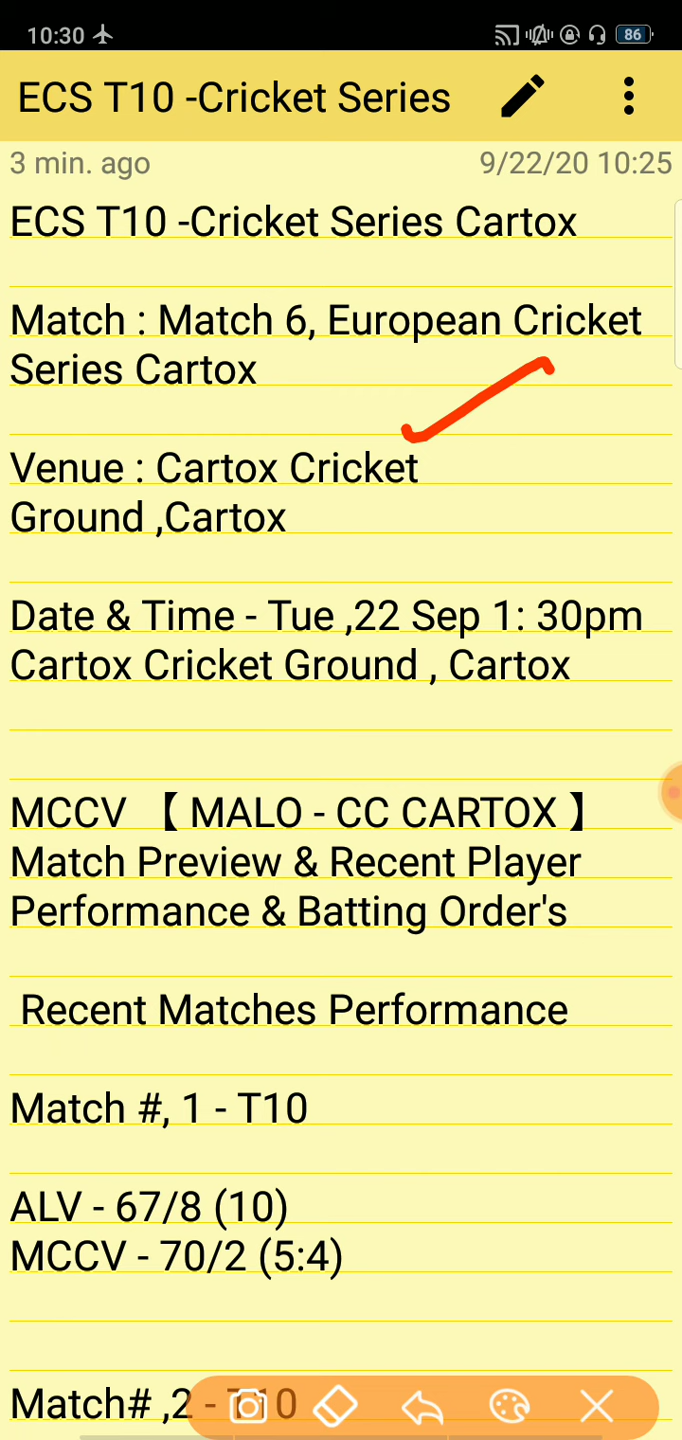 10:30
86
ECS T10 -Cricket Series
3 min. ago 9/22/20 10:25
ECS T10 -Cricket Series Cartox
Match : Match 6, European Cricket
Series Cartox
Venue : Cartox Cricket
Ground ,Cartox
Date & Time - Tue ,22 Sep 1: 30pm
Cartox Cricket Ground , Cartox
MCCV 【 MALO - CC CARTOX 】
Match Preview & Recent Player
Performance & Batting Order's
Recent Matches Performance
Match #, 1 - T10
ALV - 67/8 (10)
MCCV - 70/2 (5:4)
Match# ,2 - T10